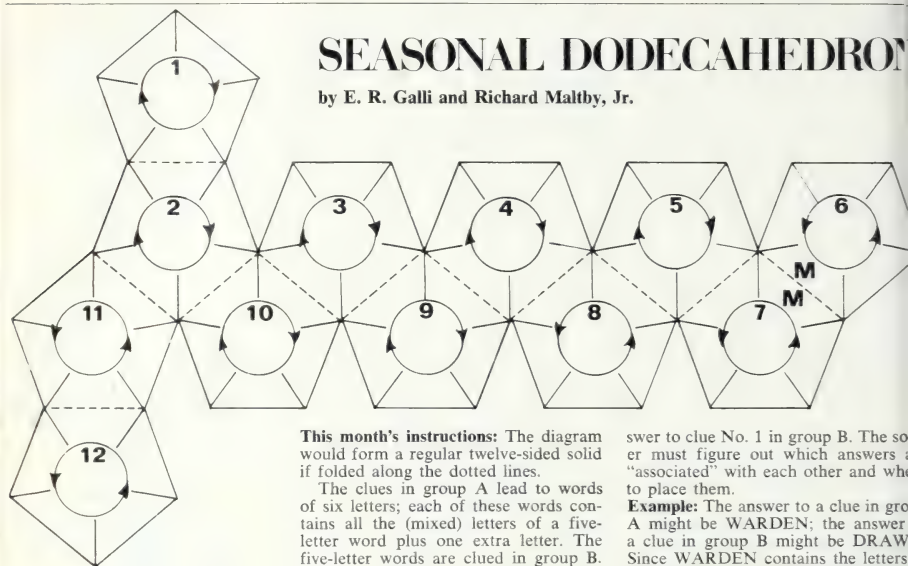 SEASONAL DODECAHEDRON
by E. R. Galli and Richard Maltby, Jr.
1
2
3
4
5
6
M
M
11
10
9
8
7
12
This month's instructions: The diagram
would form a regular twelve-sided solid
if folded along the dotted lines.
The clues in group A lead to words
of six letters; each of these words con-
tains all the (mixed) letters of a five-
letter word plus one extra letter. The
five-letter words are clued in group B.
swer to clue No. 1 in group B. The
er must figure out which answers
"associated" with each other and
to place them.
Example: The answer to a clue in
A might be WARDEN; the answer
a clue in group B might be
Since WARDEN contains the letters